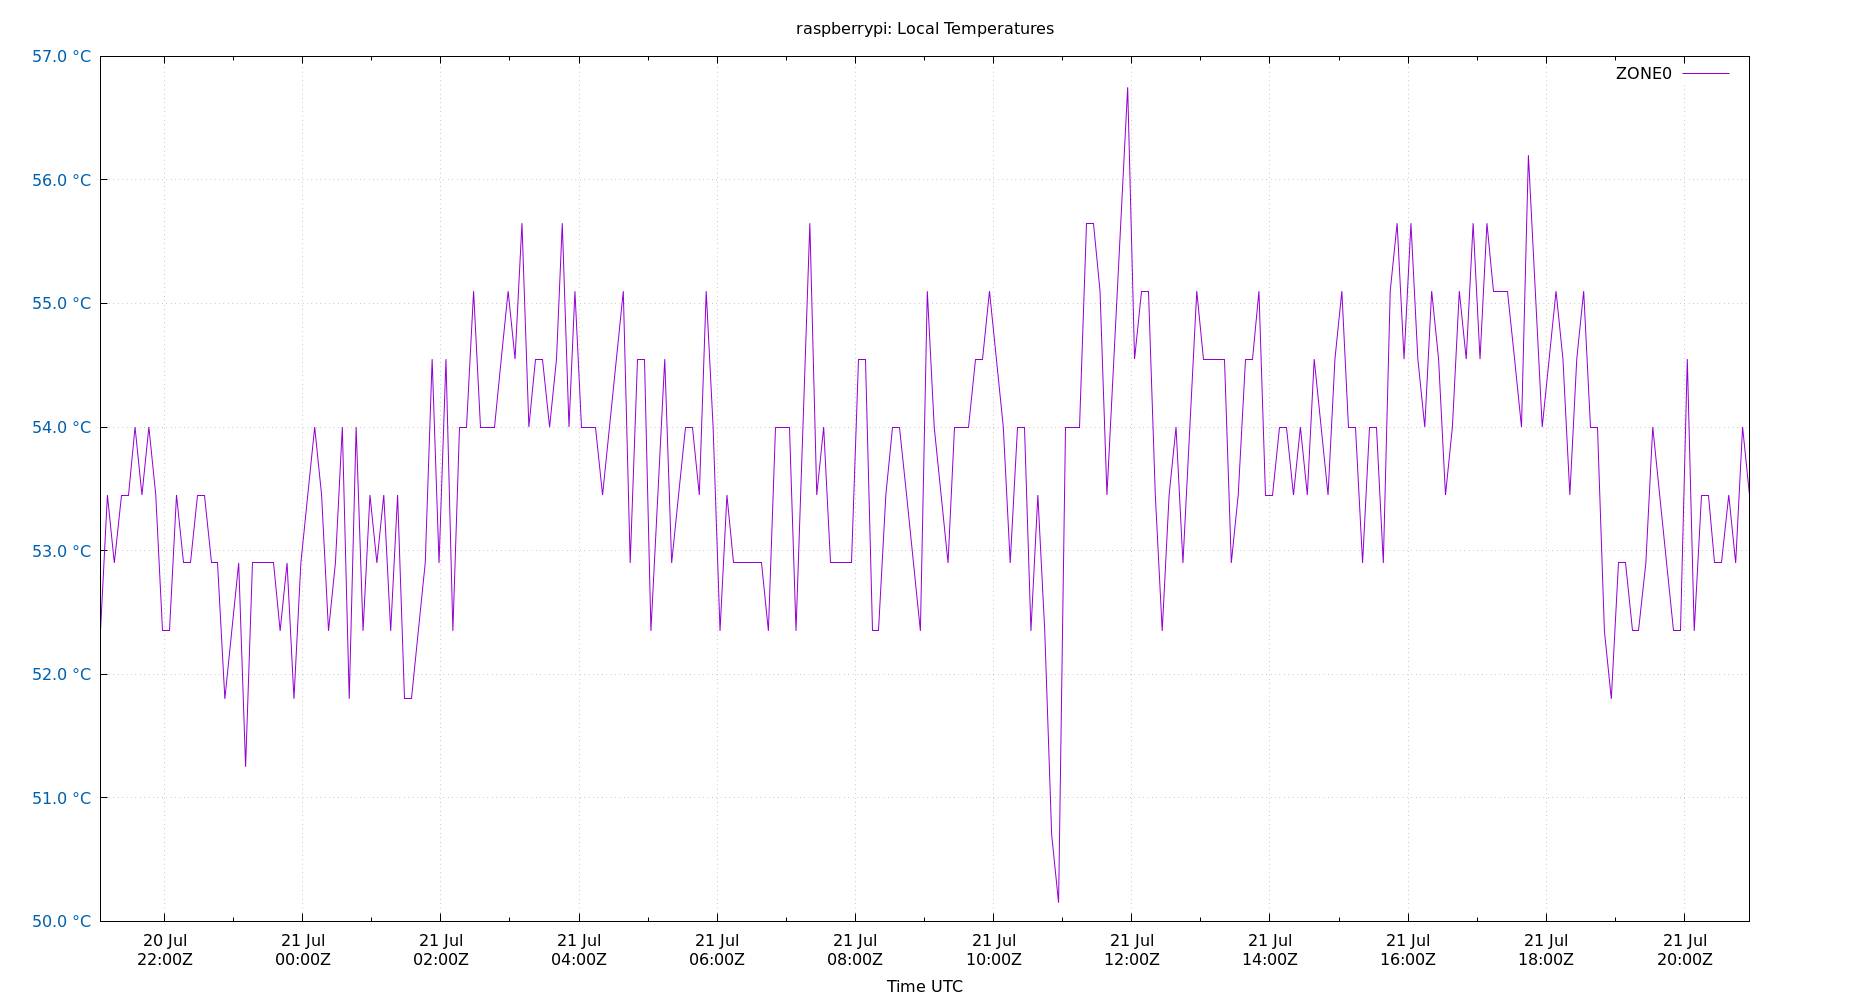 raspberrypi: Local Temperatures
57.0 °C
ZONE0
56.0 °C
55.0 °C
54.0 °C
53.0 °C
52.0 °C
51.0 °C
50.0 °C
20 Jul 21 Jul 21 Jul 21 Jul 21 Jul 21 Jul 21 Jul 21 Jul 21 Jul 21 Jul 21 Jul 21 Jul
22:00Z 00:00Z 02:00Z 04:00Z 06:00Z 08:00Z 10:00Z 12:00Z 14:00Z 16:00Z 18:00Z 20:00Z
Time UTC